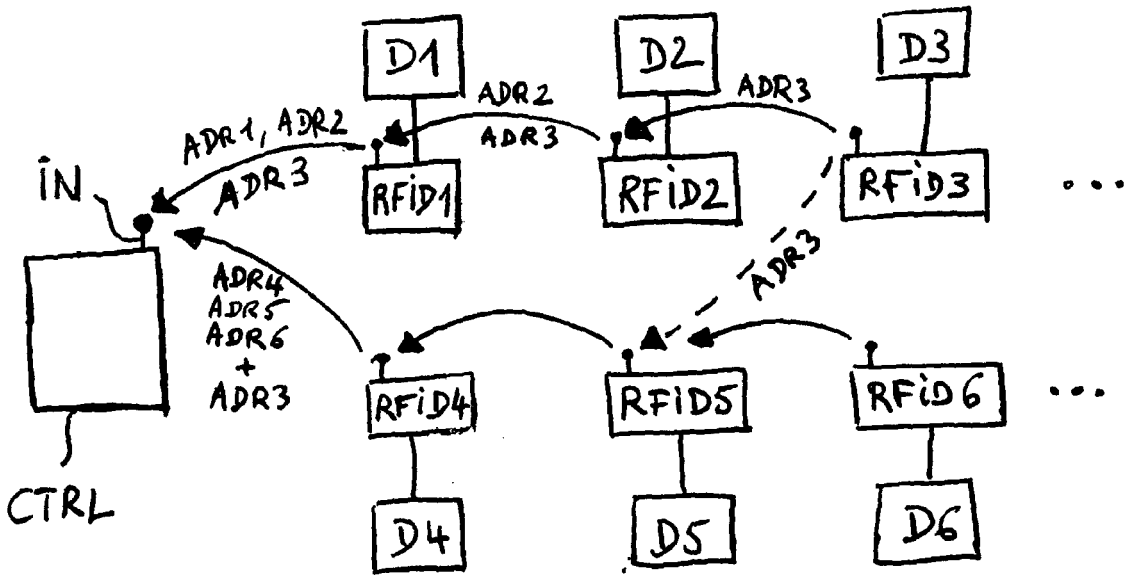 D1
D2
D3
ADR1, ADR2
ADR3
ADR2
ADR3
ADR3
iN
RFiD1
RFiD2
RFiD3
...
ADR3
ADR4
ADR5
ADR6
+
ADR3
RFiD4
RFiD5
RFiD6
...
CTRL
D4
D5
D6